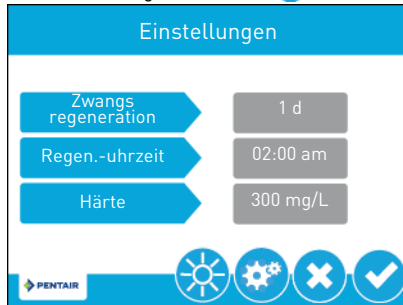 Einstellungen
Zwangs
regeneration
1 d
Regen.-uhrzeit
02:00 am
Härte
300 mg/L
PENTAIR